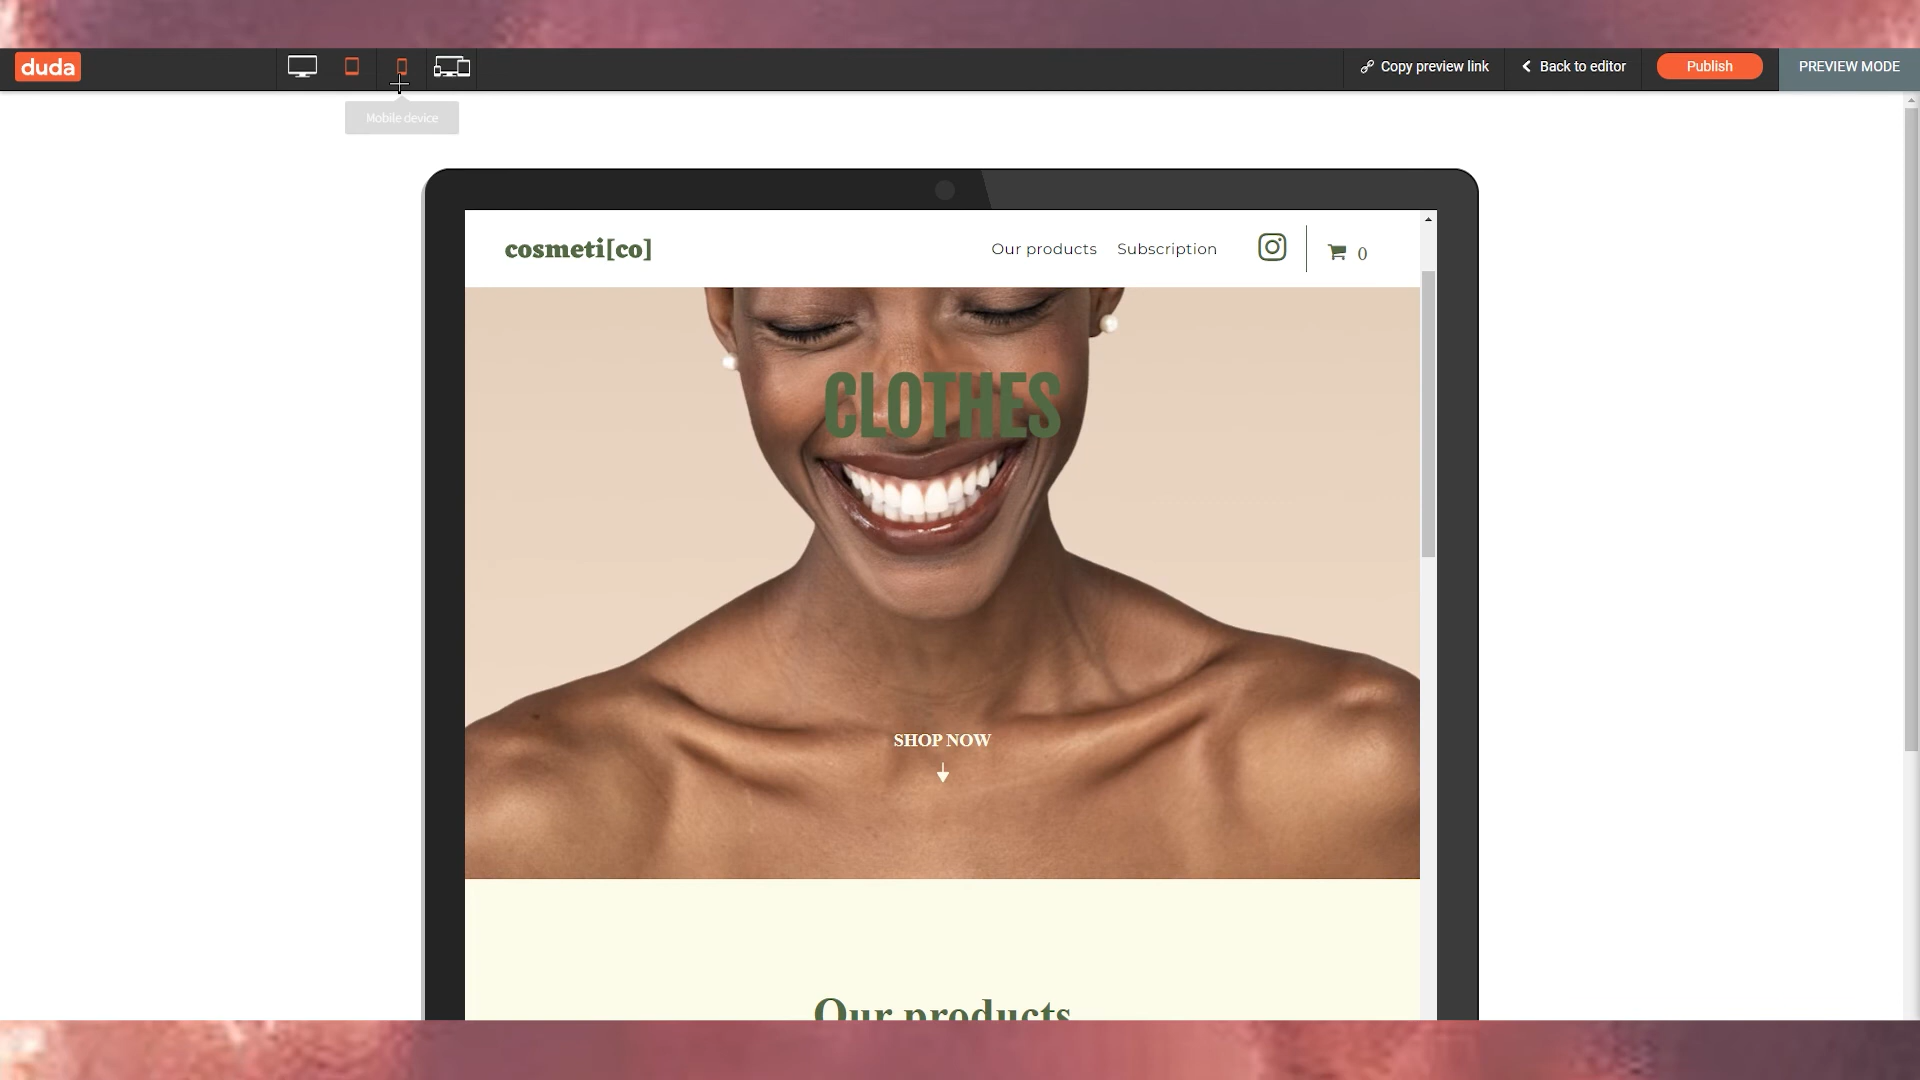 duda
Copy preview link
Back to editor
Publish
PREVIEW MODE
Mobile device
cosmeti[co]
Our products
Subscription
0
CLOTHES
SHOP NOW
Our products